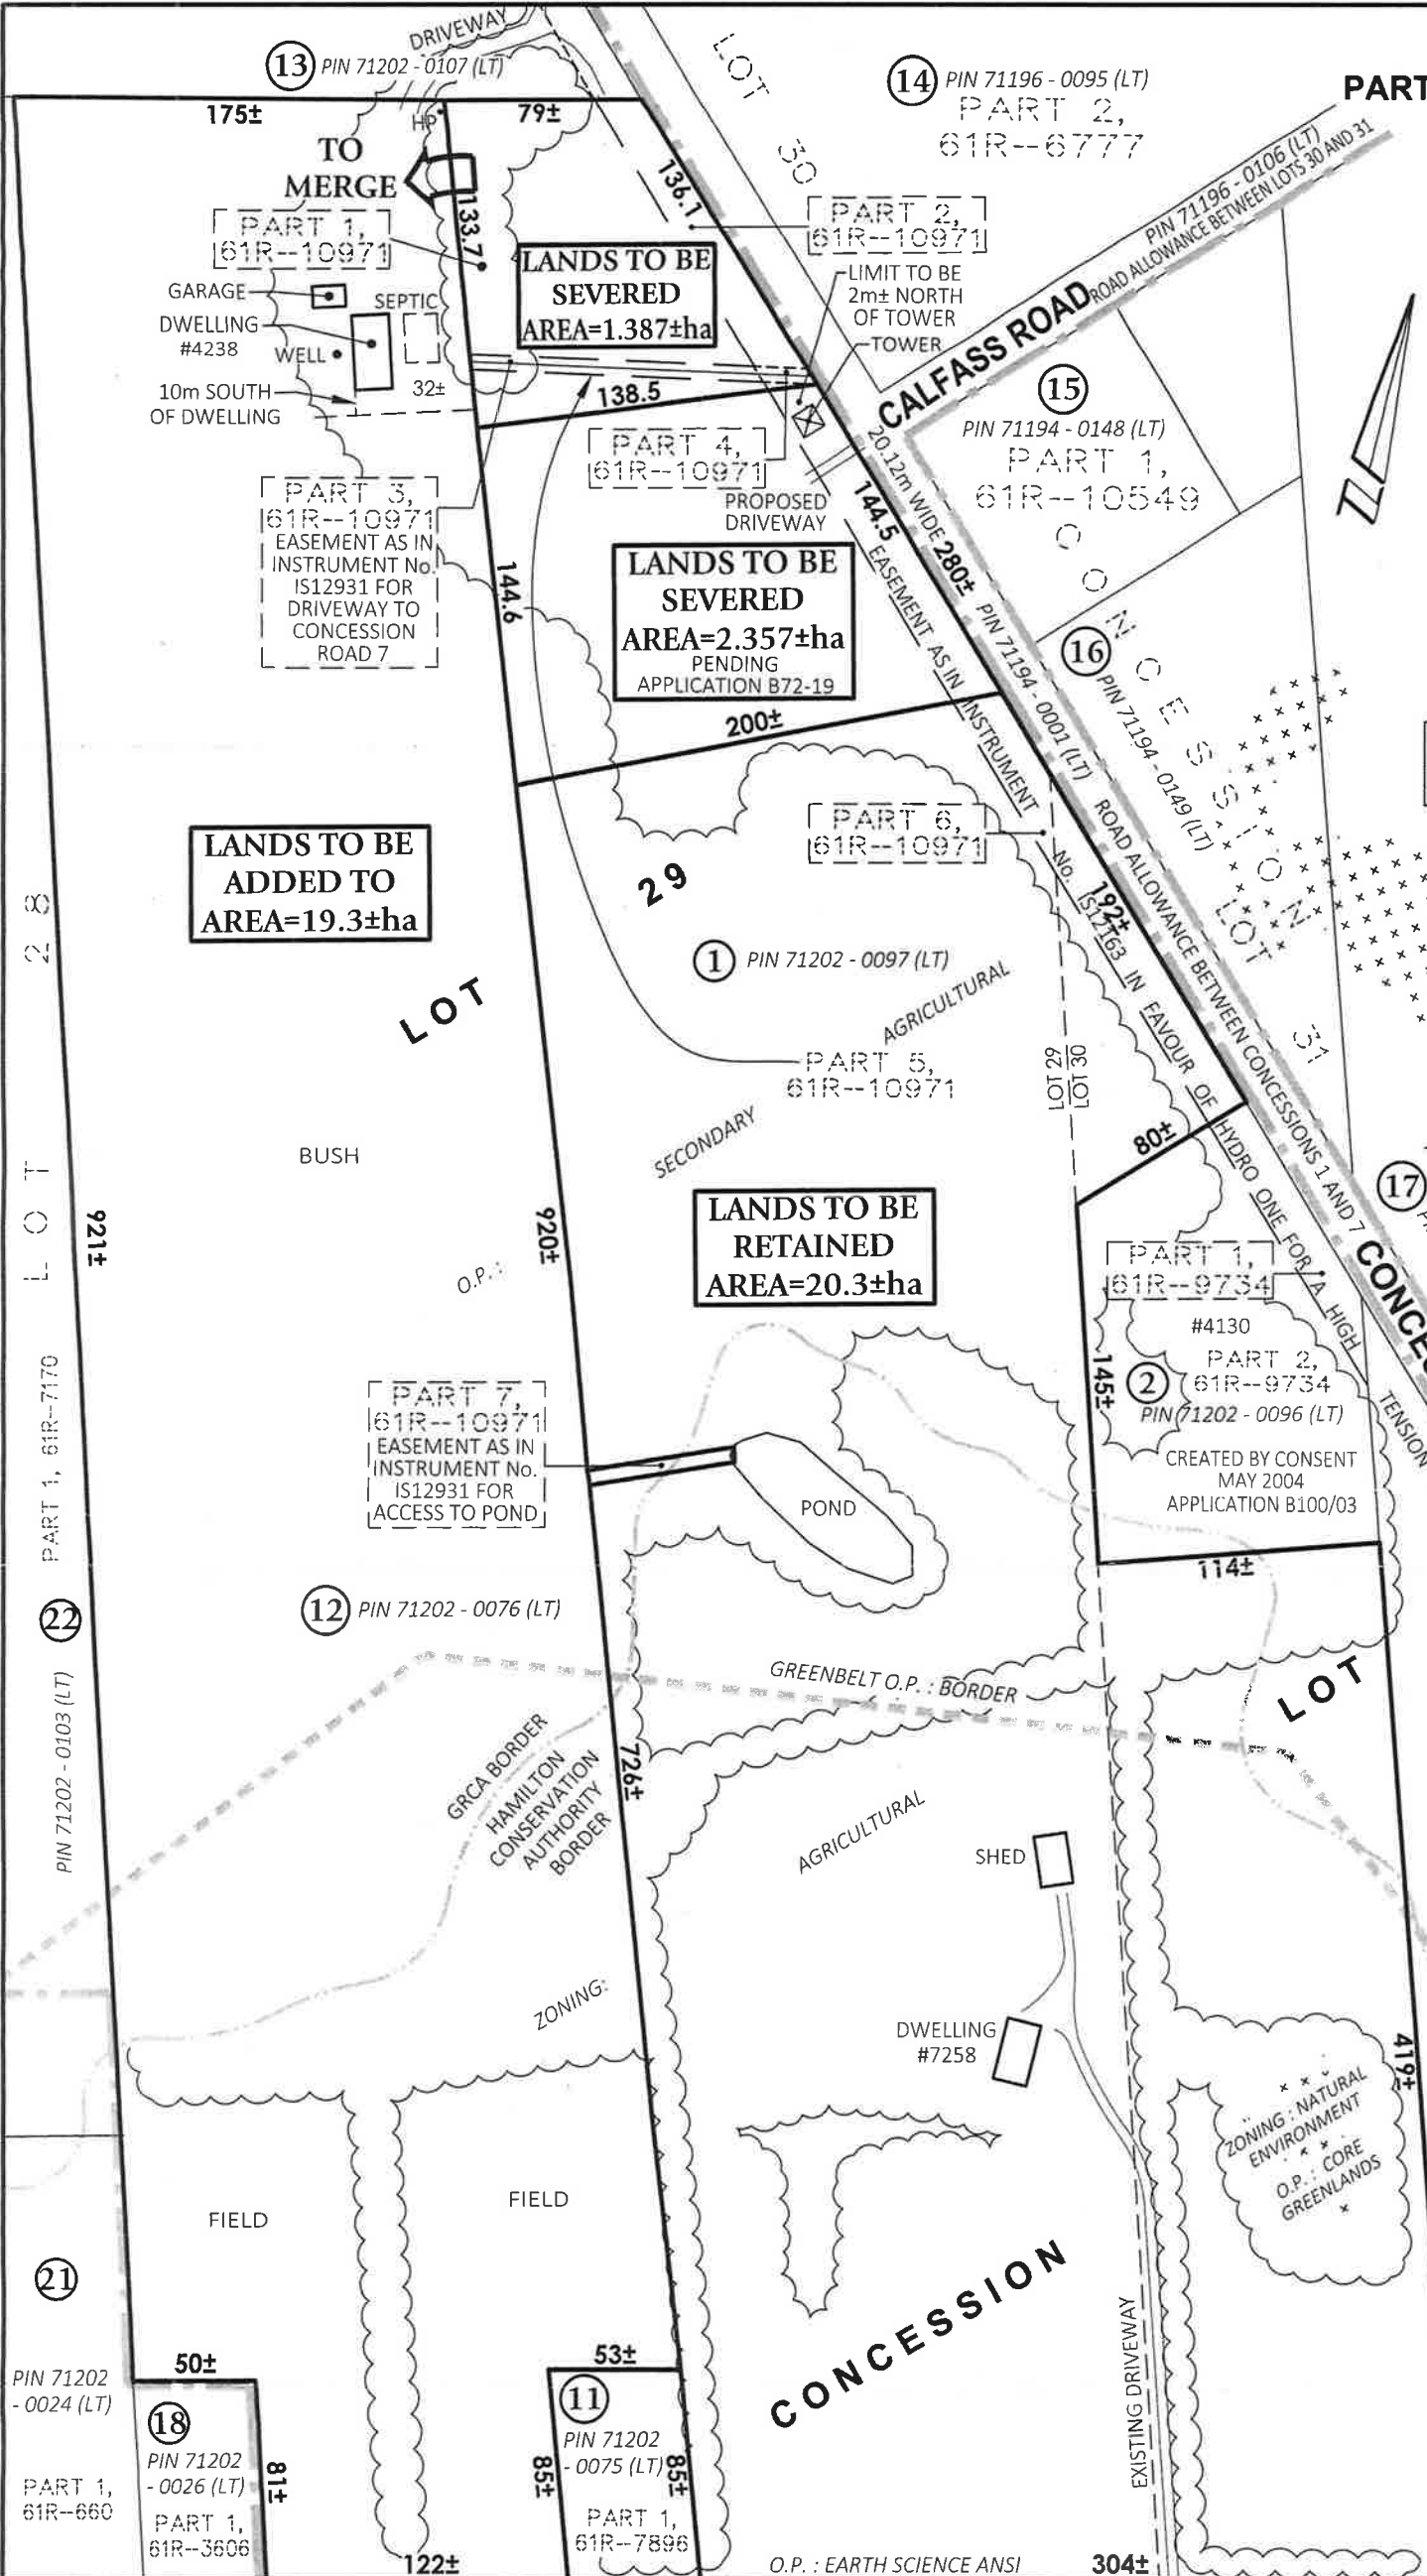 DRIVEWAY
13 PIN 71202 - 0107 (LT)
175±
79±
HP
TO
MERGE
133.7
136.1
LOT 30
14 PIN 71196 - 0095 (LT)
PART 2,
61R--6777
PART
PIN 71196 - 0106 (LT)
ROAD ALLOWANCE BETWEEN LOTS 30 AND 31
CALFASS ROAD
PART 1,
61R--10971
PART 2,
61R--10971
LANDS TO BE
SEVERED
AREA=1.387±ha
LIMIT TO BE
2m± NORTH
OF TOWER
TOWER
GARAGE
SEPTIC
DWELLING
#4238
WELL
32±
10m SOUTH
OF DWELLING
138.5
PART 4,
61R--10971
PROPOSED
DRIVEWAY
15
PIN 71194 - 0148 (LT)
PART 1,
61R--10549
PART 3,
61R--10971
EASEMENT AS IN
INSTRUMENT No.
IS12931 FOR
DRIVEWAY TO
CONCESSION
ROAD 7
144.6
144.5
20.12m WIDE
280±
PIN 71194 - 0001 (LT)
ROAD ALLOWANCE BETWEEN CONCESSIONS 1 AND 7
LANDS TO BE
SEVERED
AREA=2.357±ha
PENDING
APPLICATION B72-19
200±
EASEMENT AS IN INSTRUMENT No. IS12163 IN FAVOUR OF HYDRO ONE FOR A HIGH TENSION
CONCESSION
16
PIN 71194 - 0149 (LT)
LOT 31
LANDS TO BE
ADDED TO
AREA=19.3±ha
PART 6,
61R--10971
192±
LOT 29
1 PIN 71202 - 0097 (LT)
AGRICULTURAL
PART 5,
61R--10971
SECONDARY
O.P. :
LOT 29
LOT 30
LOT 28
BUSH
921±
920±
80±
17
CONCE
LANDS TO BE
RETAINED
AREA=20.3±ha
PART 1,
61R--9734
#4130
PART 2,
61R--9734
2
PIN 71202 - 0096 (LT)
CREATED BY CONSENT
MAY 2004
APPLICATION B100/03
145±
114±
PART 1, 61R--7170
PART 7,
61R--10971
EASEMENT AS IN
INSTRUMENT No.
IS12931 FOR
ACCESS TO POND
POND
22
PIN 71202 - 0103 (LT)
12 PIN 71202 - 0076 (LT)
GREENBELT O.P. : BORDER
LOT
GRCA BORDER
HAMILTON
CONSERVATION
AUTHORITY
BORDER
726±
AGRICULTURAL
SHED
ZONING:
DWELLING
#7258
419±
ZONING : NATURAL
ENVIRONMENT
O.P. : CORE
GREENLANDS
FIELD
FIELD
21
PIN 71202
- 0024 (LT)
PART 1,
61R--660
50±
18
PIN 71202
- 0026 (LT)
PART 1,
61R--3606
81±
53±
11
PIN 71202
- 0075 (LT)
PART 1,
61R--7896
85±
85±
CONCESSION
EXISTING DRIVEWAY
122±
O.P. : EARTH SCIENCE ANSI
304±